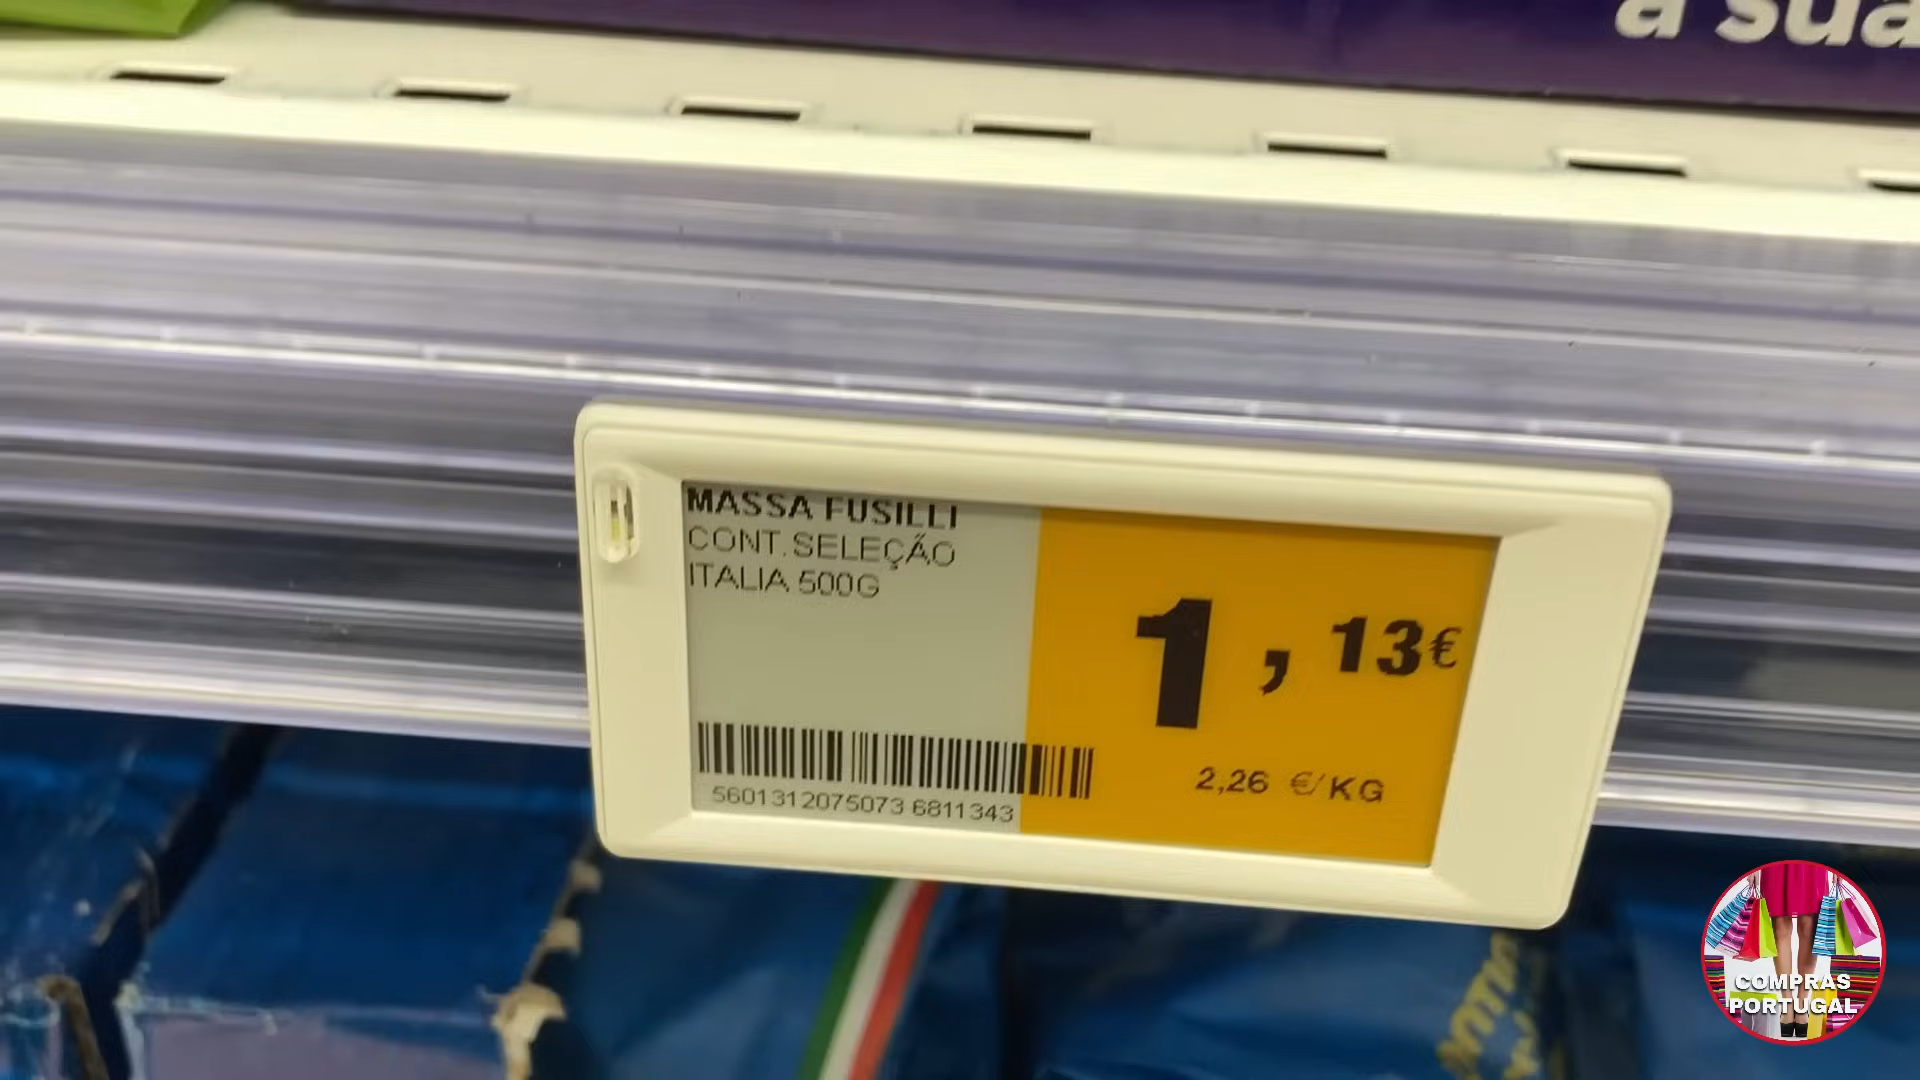 a sua
MASSA FUSILLI
CONT. SELEÇÃO
ITALIA 500G
1,13€
2,26 €/KG
5601312075073 6811343
COMPRAS
PORTUGAL